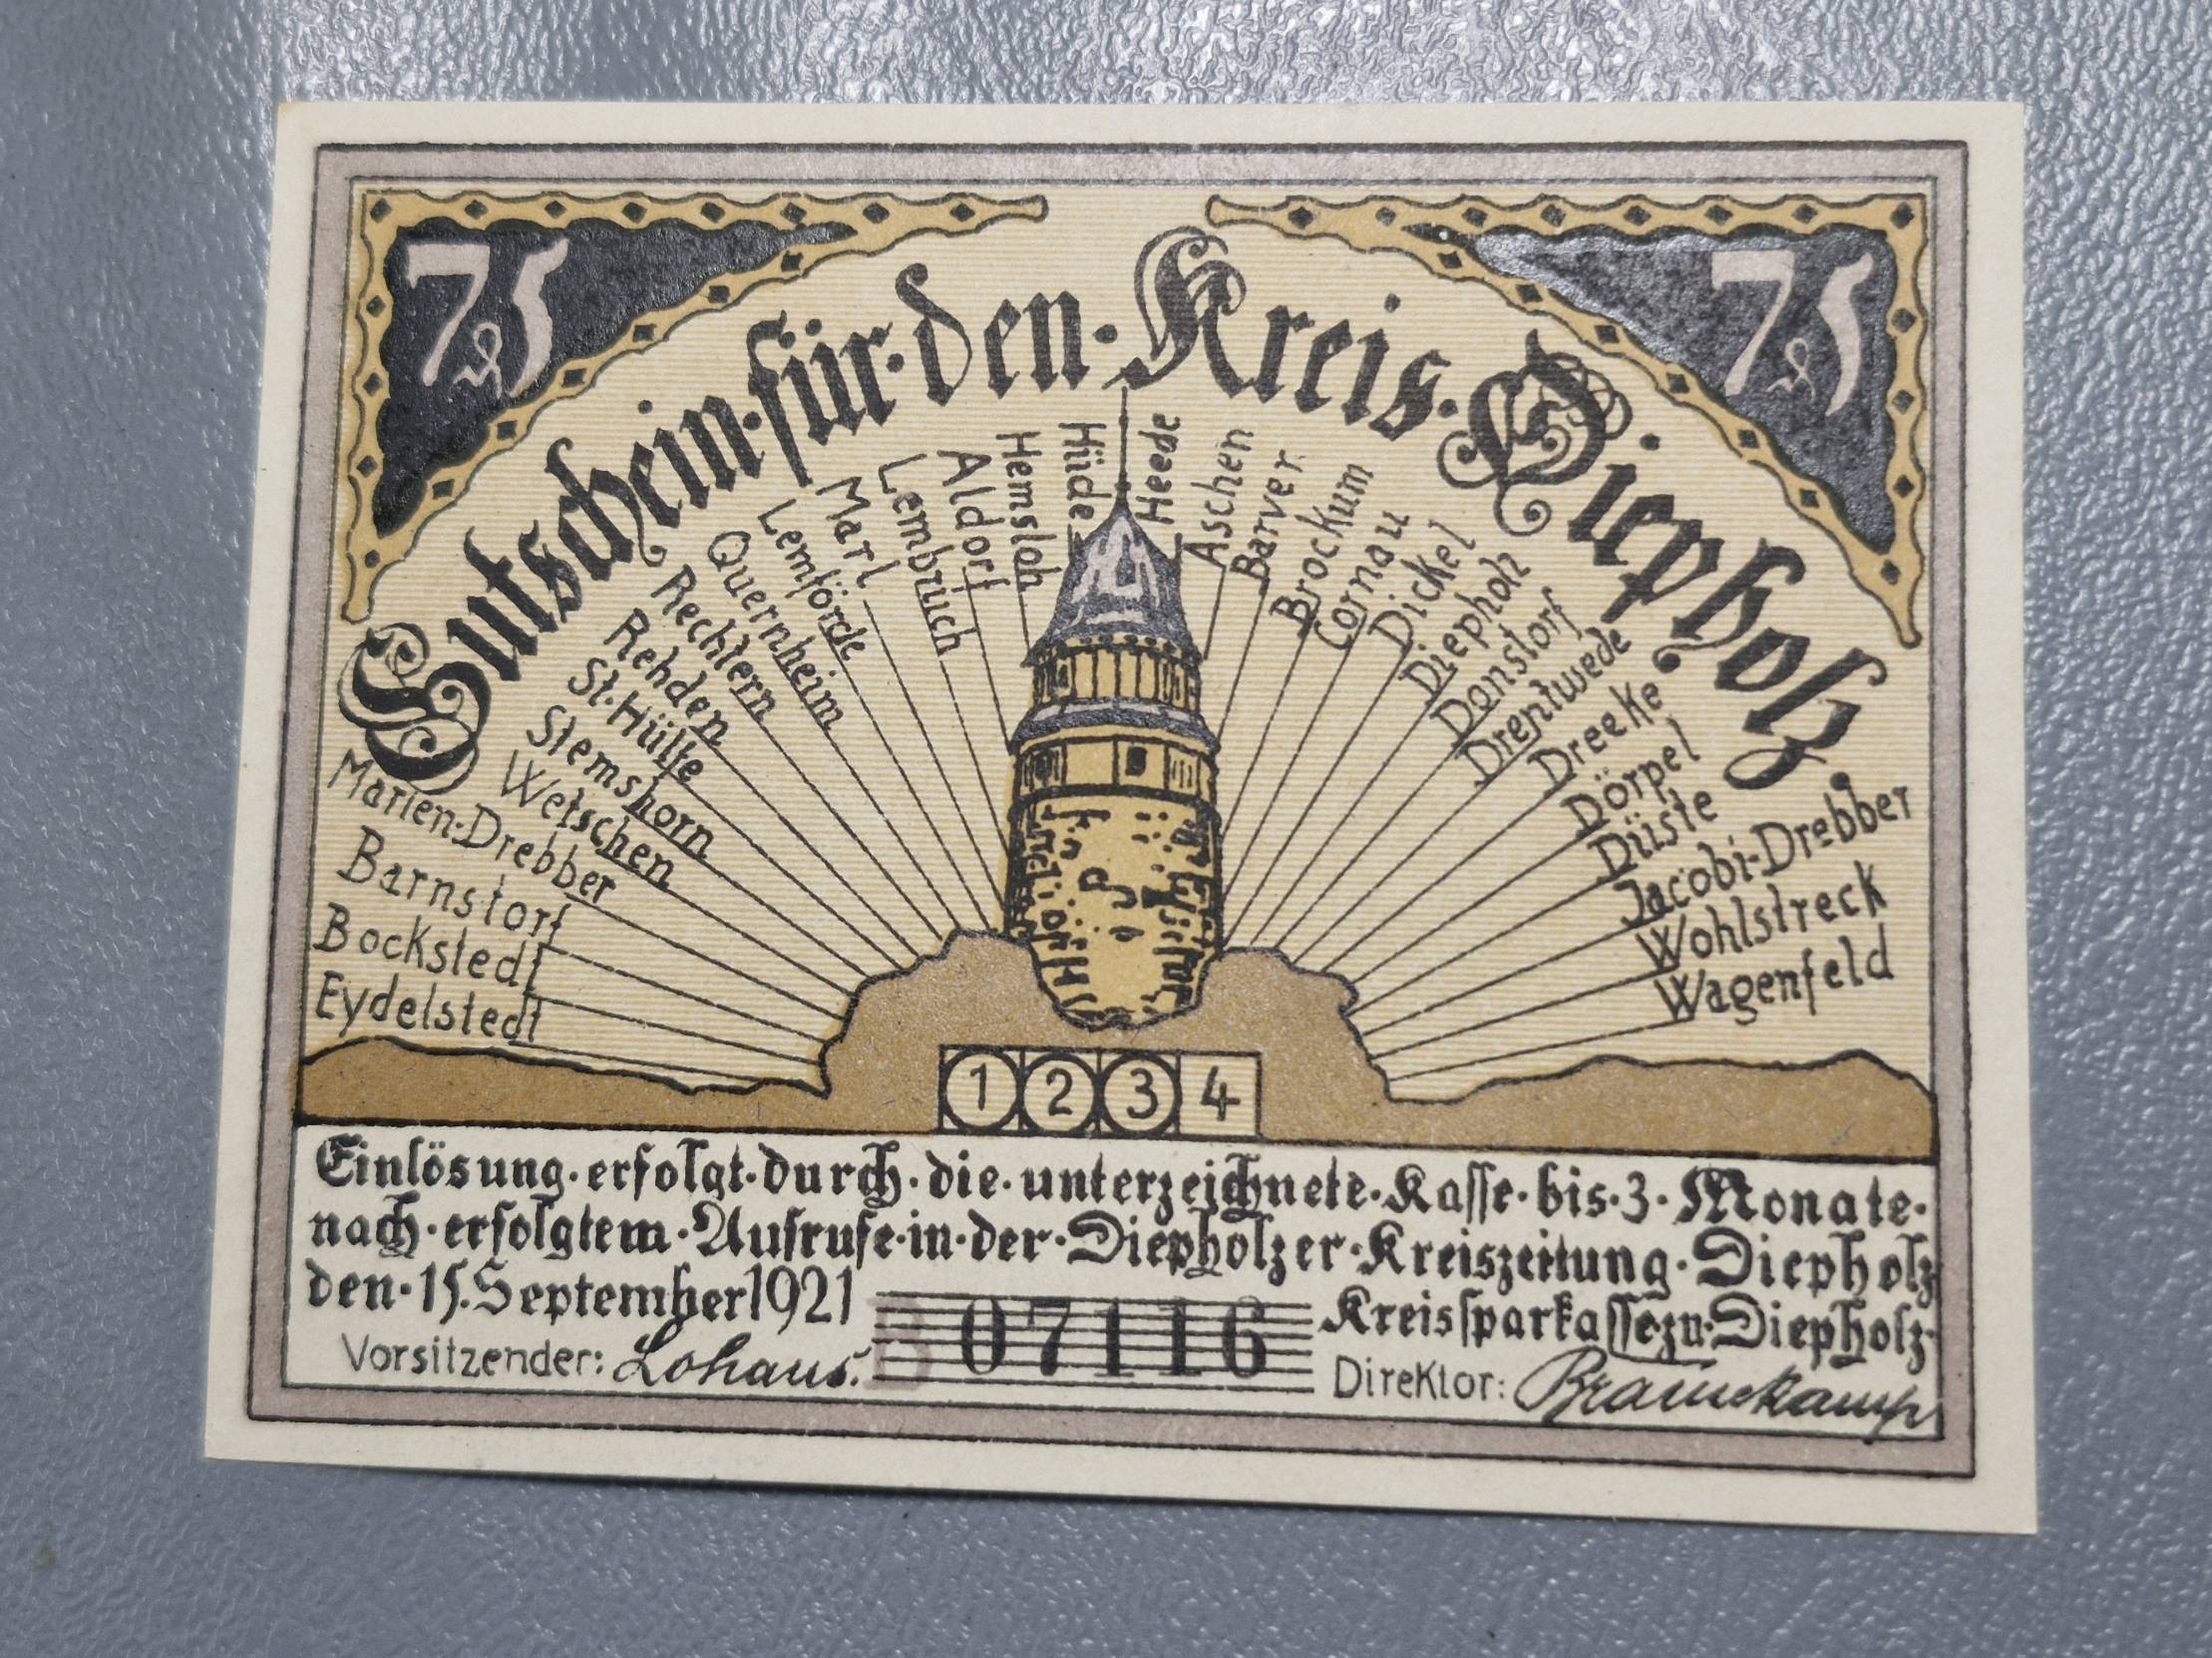 75
75
Gutschein·für·den·Kreis·Diepholz·
Eydelstedt
Bockstedt
Barnstorf
Marien-Drebber
Wetschen
Stemshorn
St. Hülfe
Rehden
Rechtern
Quernheim
Lemförde
Marl
Lembruch
Aldorf
Hemsloh
Hüde
Heede
Aschen
Barver
Brockum
Cornau
Dickel
Diepholz
Donstorf
Drentwede
Dreeke
Dörpel
Düste
Jacobi-Drebber
Wohlstreck
Wagenfeld
1 2 3 4
Einlösung·erfolgt·durch·die·unterzeichnete·Kasse·bis·3·Monate·
nach·erfolgtem·Aufrufe·in·der·Diepholzer·Kreiszeitung·Diepholz
den·15.September1921
Kreissparkasse zu·Diepholz·
Vorsitzender: Lohaus.
B 07116
Direktor: